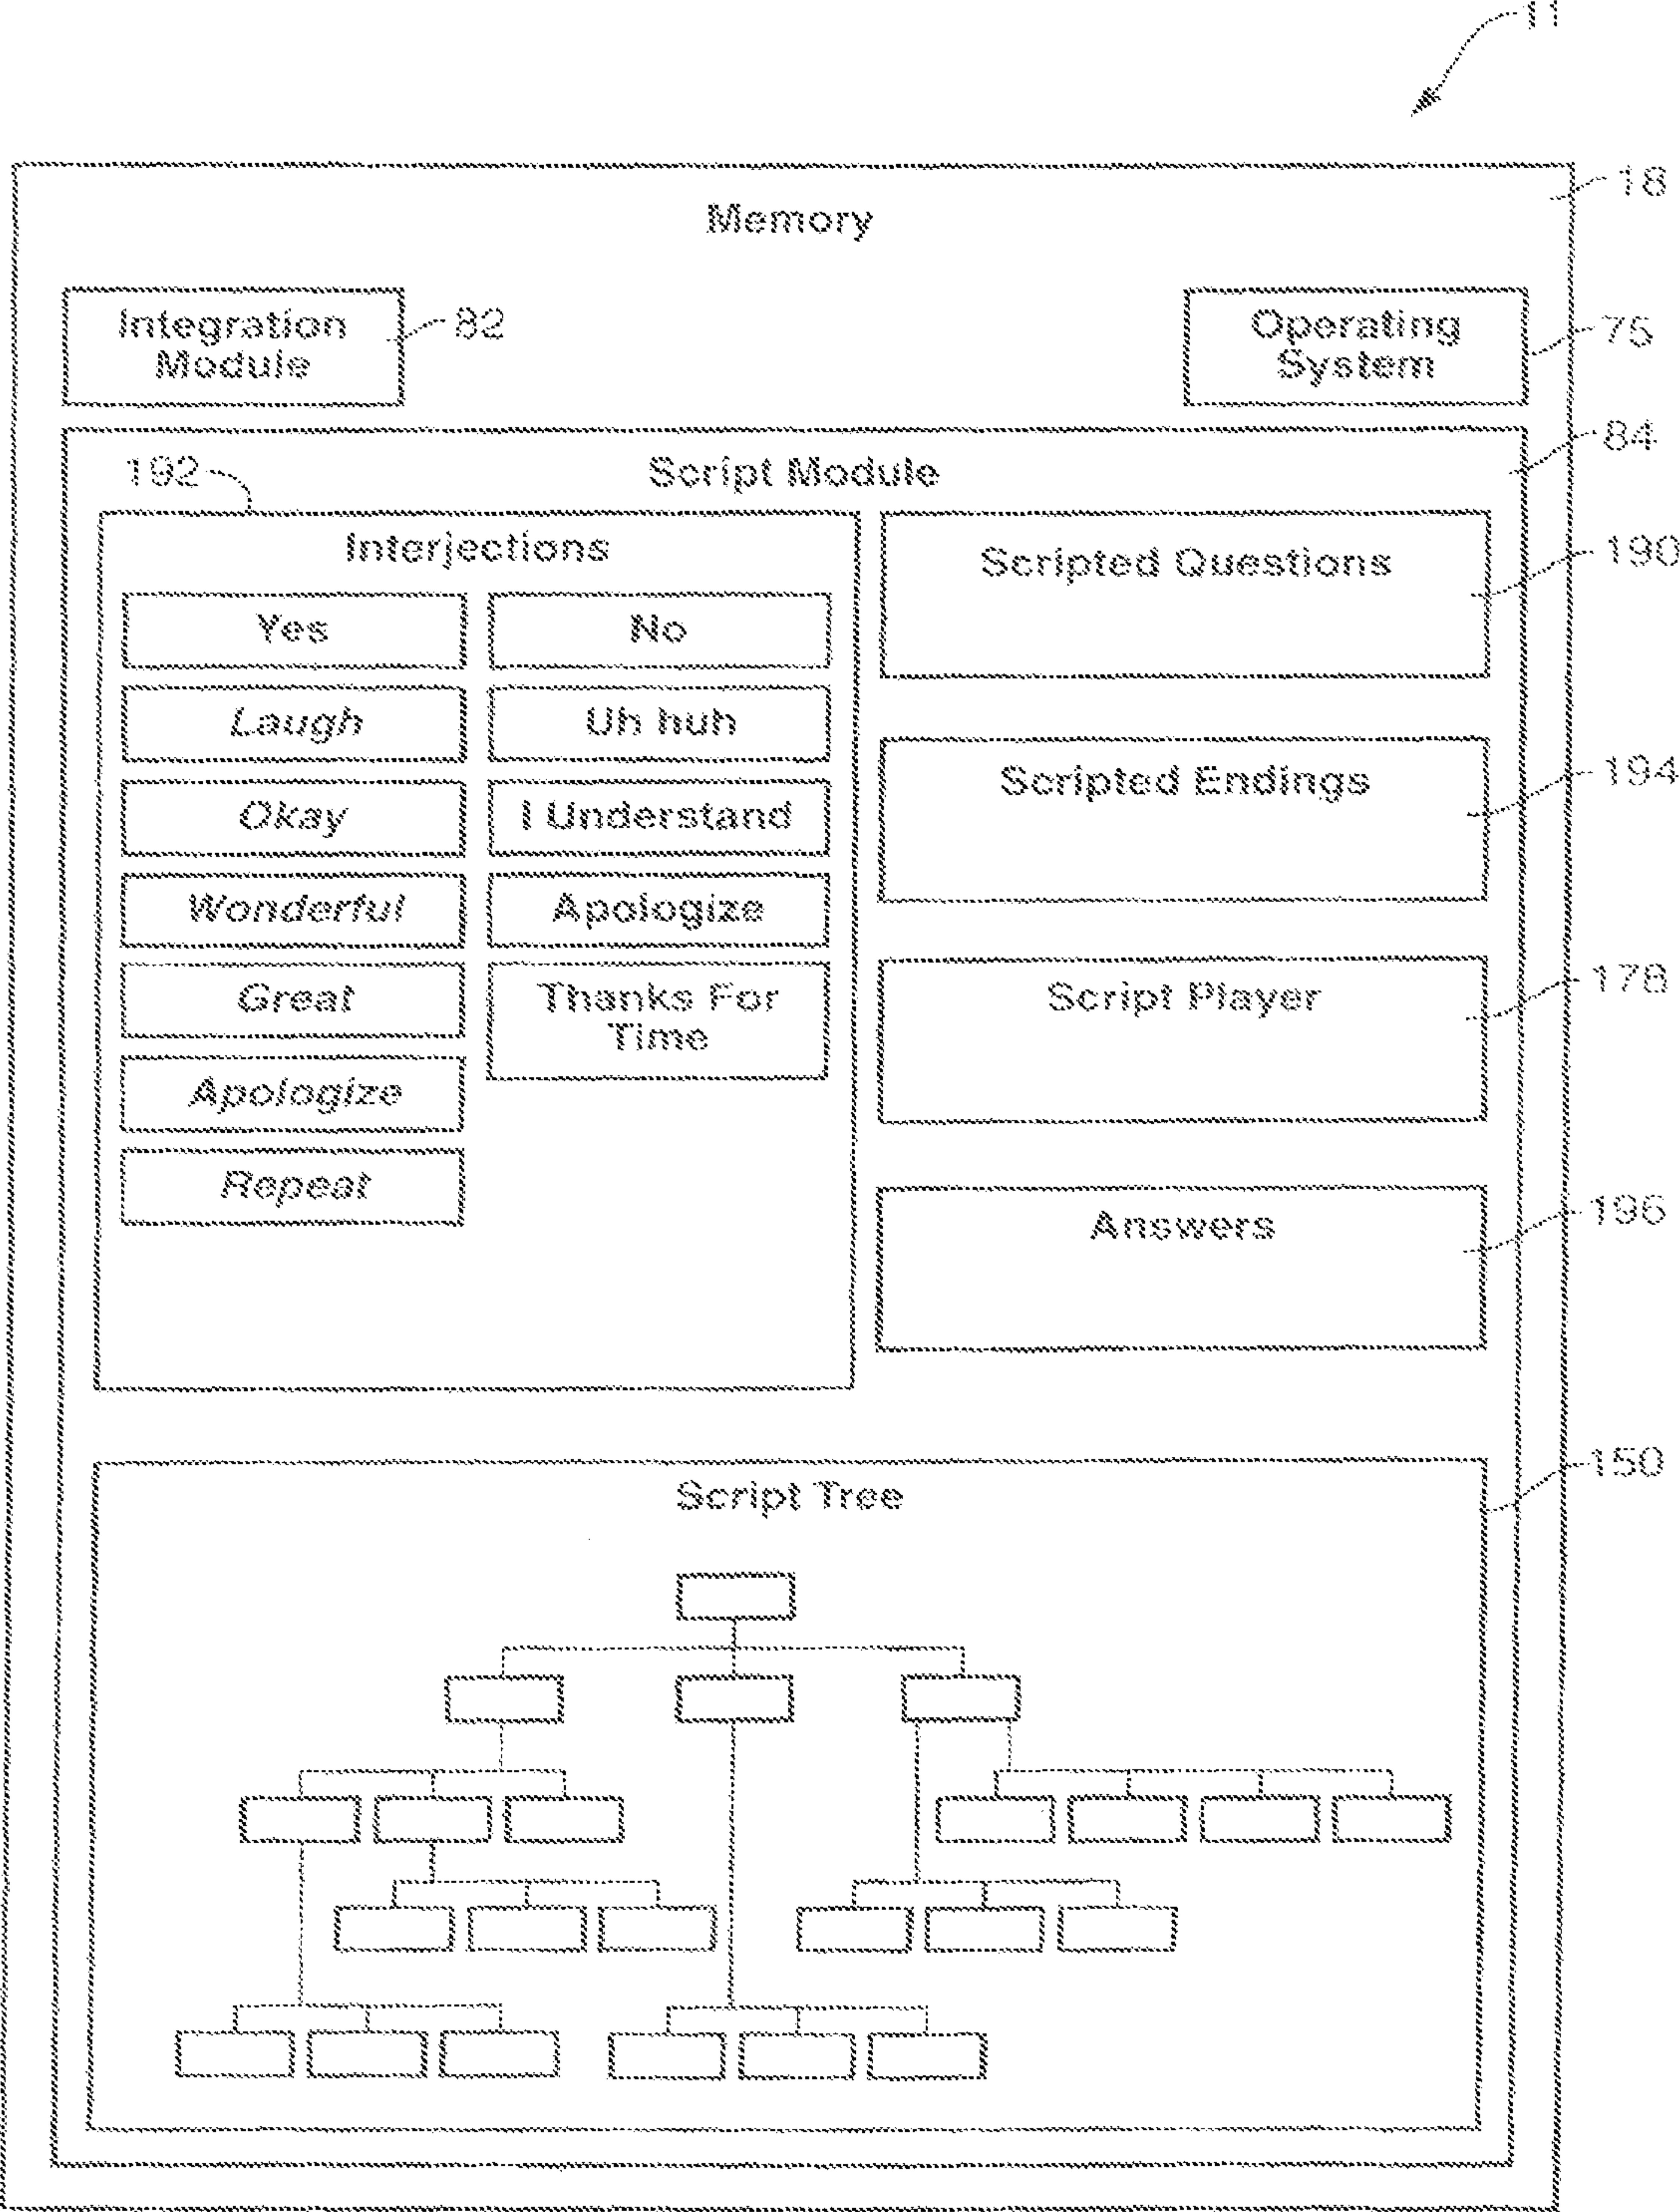 11
18
Memory
Integration
Module
82
Operating
System
75
84
192
Script Module
Interjections
Yes
No
Laugh
Uh huh
Okay
I Understand
Wonderful
Apologize
Great
Thanks For
Time
Apologize
Repeat
Scripted Questions
190
Scripted Endings
194
Script Player
178
Answers
196
150
Script Tree